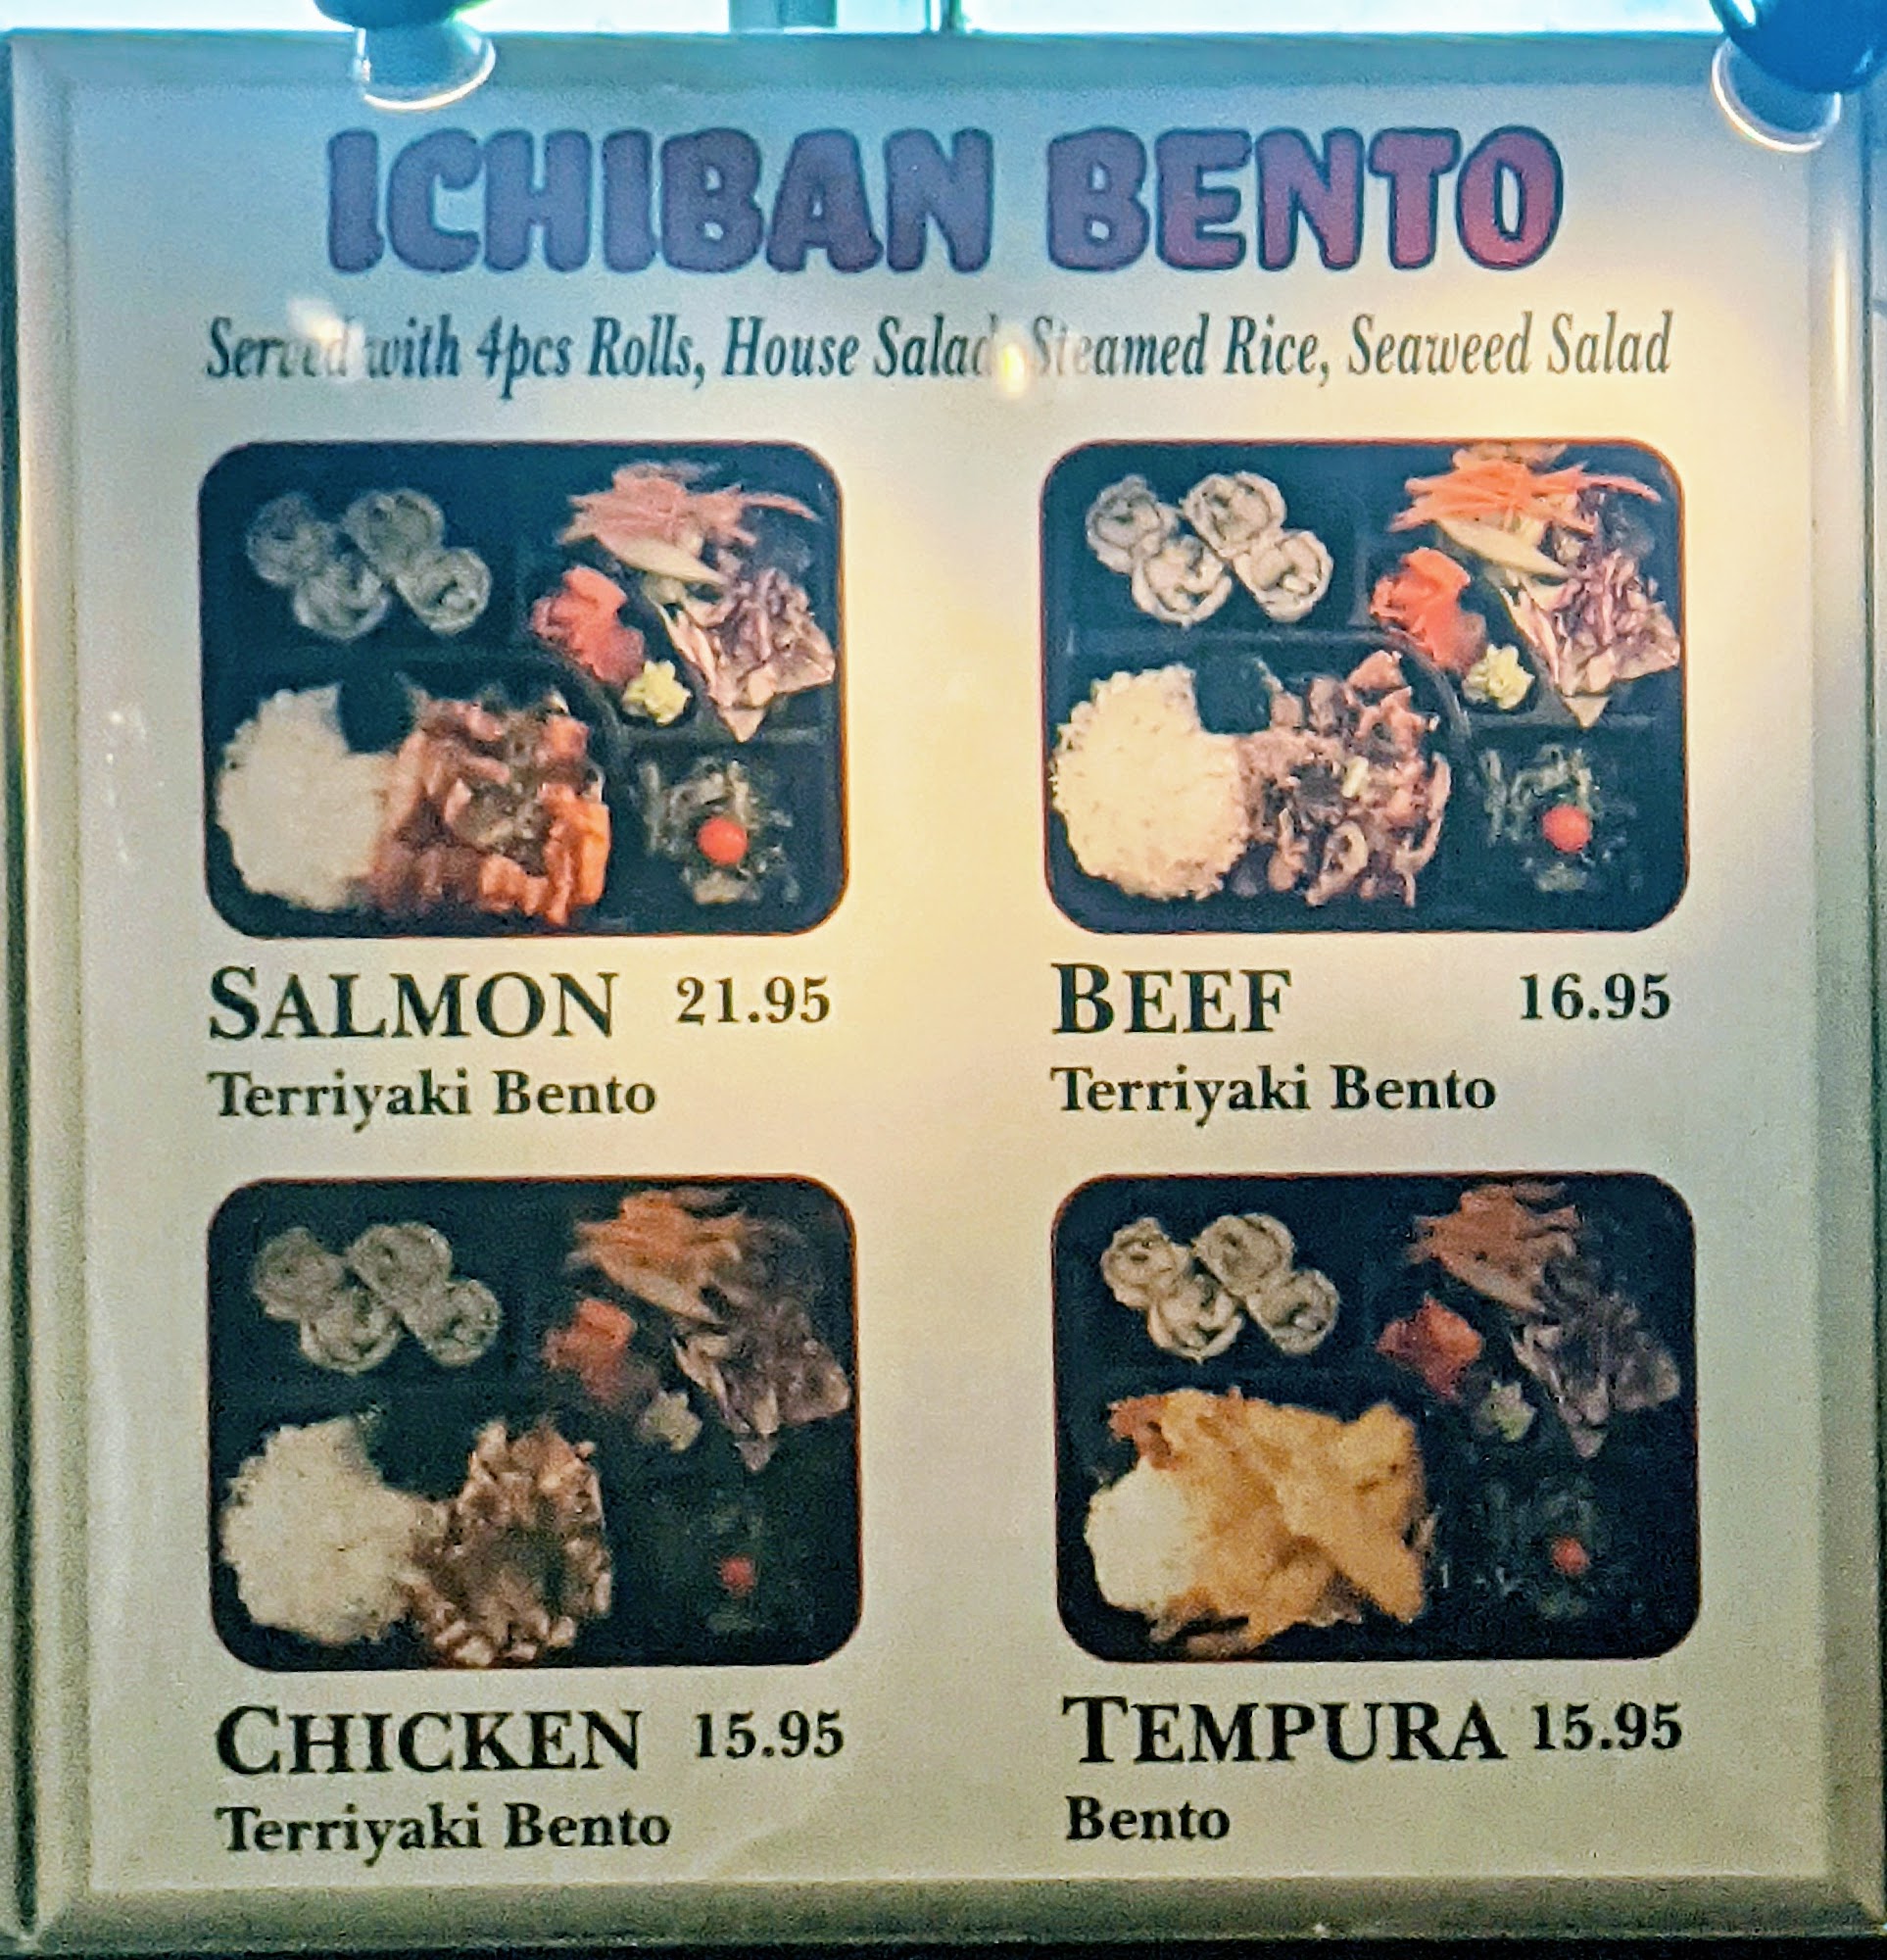 ICHIBAN BENTO
Served with 4pcs Rolls, House Salad, Steamed Rice, Seaweed Salad
SALMON 21.95
Terriyaki Bento
BEEF 16.95
Terriyaki Bento
CHICKEN 15.95
Terriyaki Bento
TEMPURA 15.95
Bento